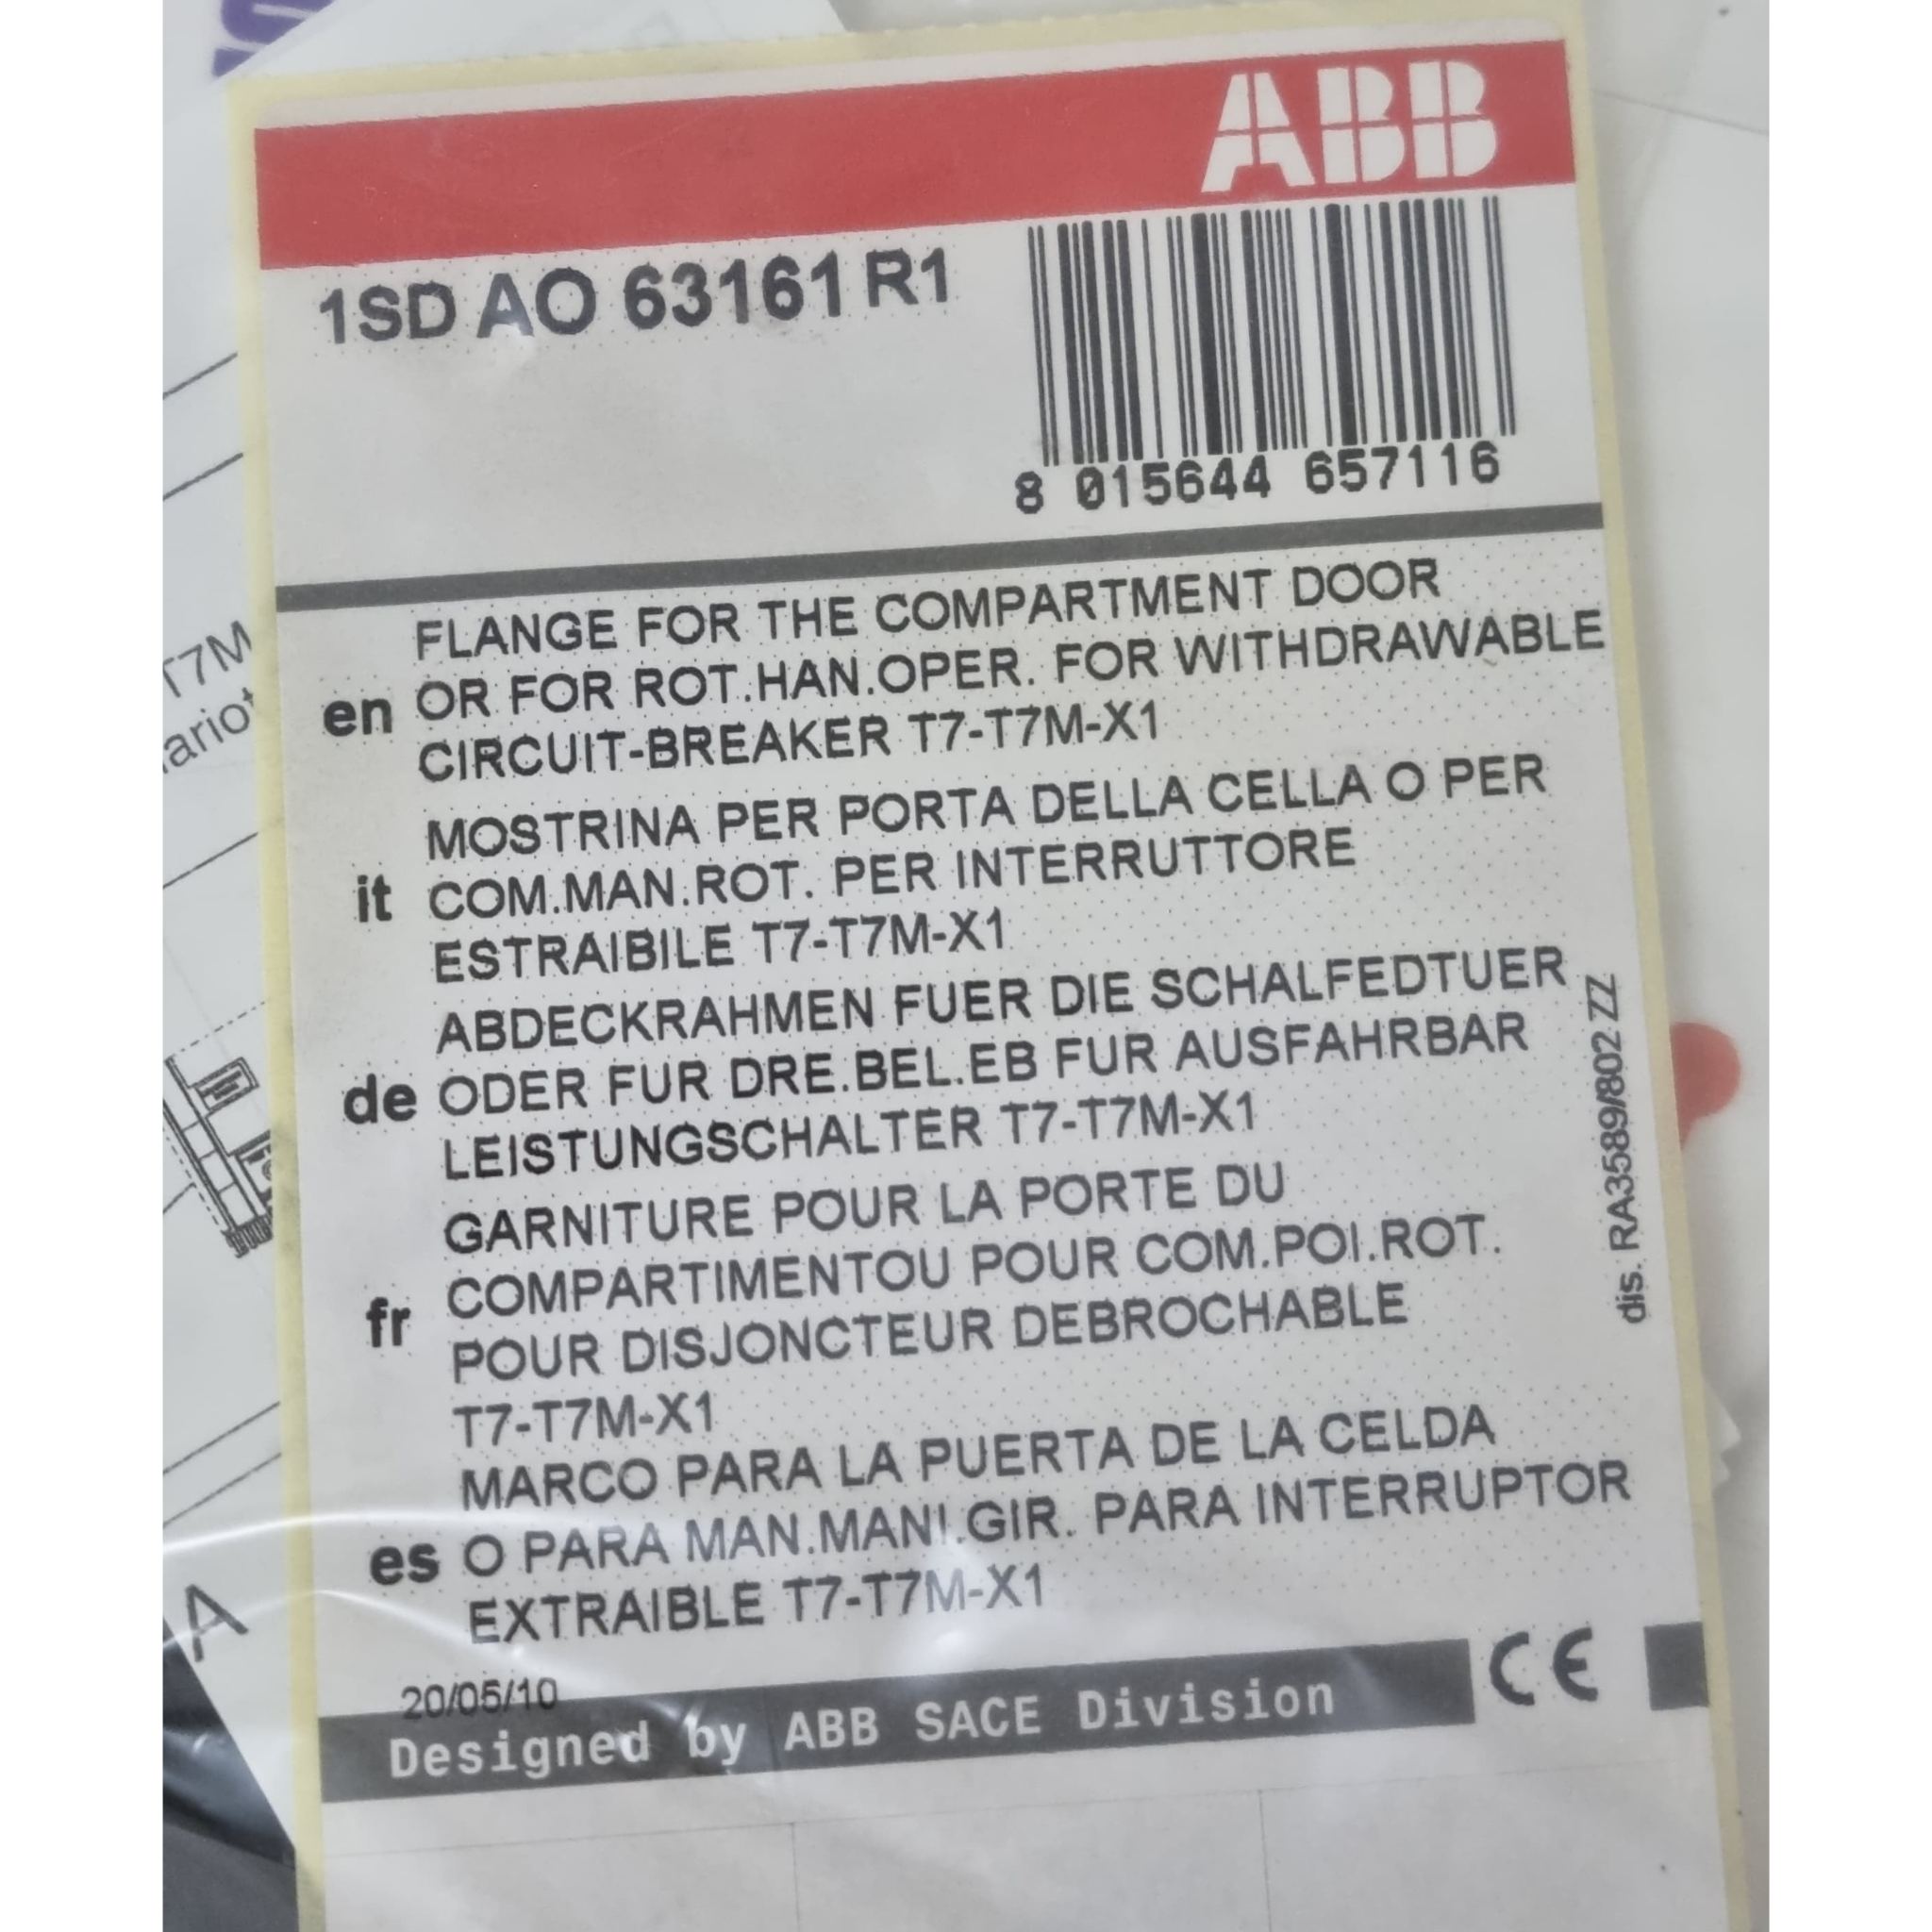 ABB
1SD AO 63161 R1
8 015644 657116
FLANGE FOR THE COMPARTMENT DOOR
en OR FOR ROT.HAN.OPER. FOR WITHDRAWABLE
CIRCUIT-BREAKER T7-T7M-X1
MOSTRINA PER PORTA DELLA CELLA O PER
it COM.MAN.ROT. PER INTERRUTTORE
ESTRAIBILE T7-T7M-X1
ABDECKRAHMEN FUER DIE SCHALFEDTUER
de ODER FUR DRE.BEL.EB FUR AUSFAHRBAR
LEISTUNGSCHALTER T7-T7M-X1
GARNITURE POUR LA PORTE DU
COMPARTIMENTOU POUR COM.POI.ROT.
fr POUR DISJONCTEUR DEBROCHABLE
T7-T7M-X1
MARCO PARA LA PUERTA DE LA CELDA
es O PARA MAN.MANI.GIR. PARA INTERRUPTOR
EXTRAIBLE T7-T7M-X1
dis. RA3589/802 ZZ
20/05/10
CE
Designed by ABB SACE Division
T7M
A